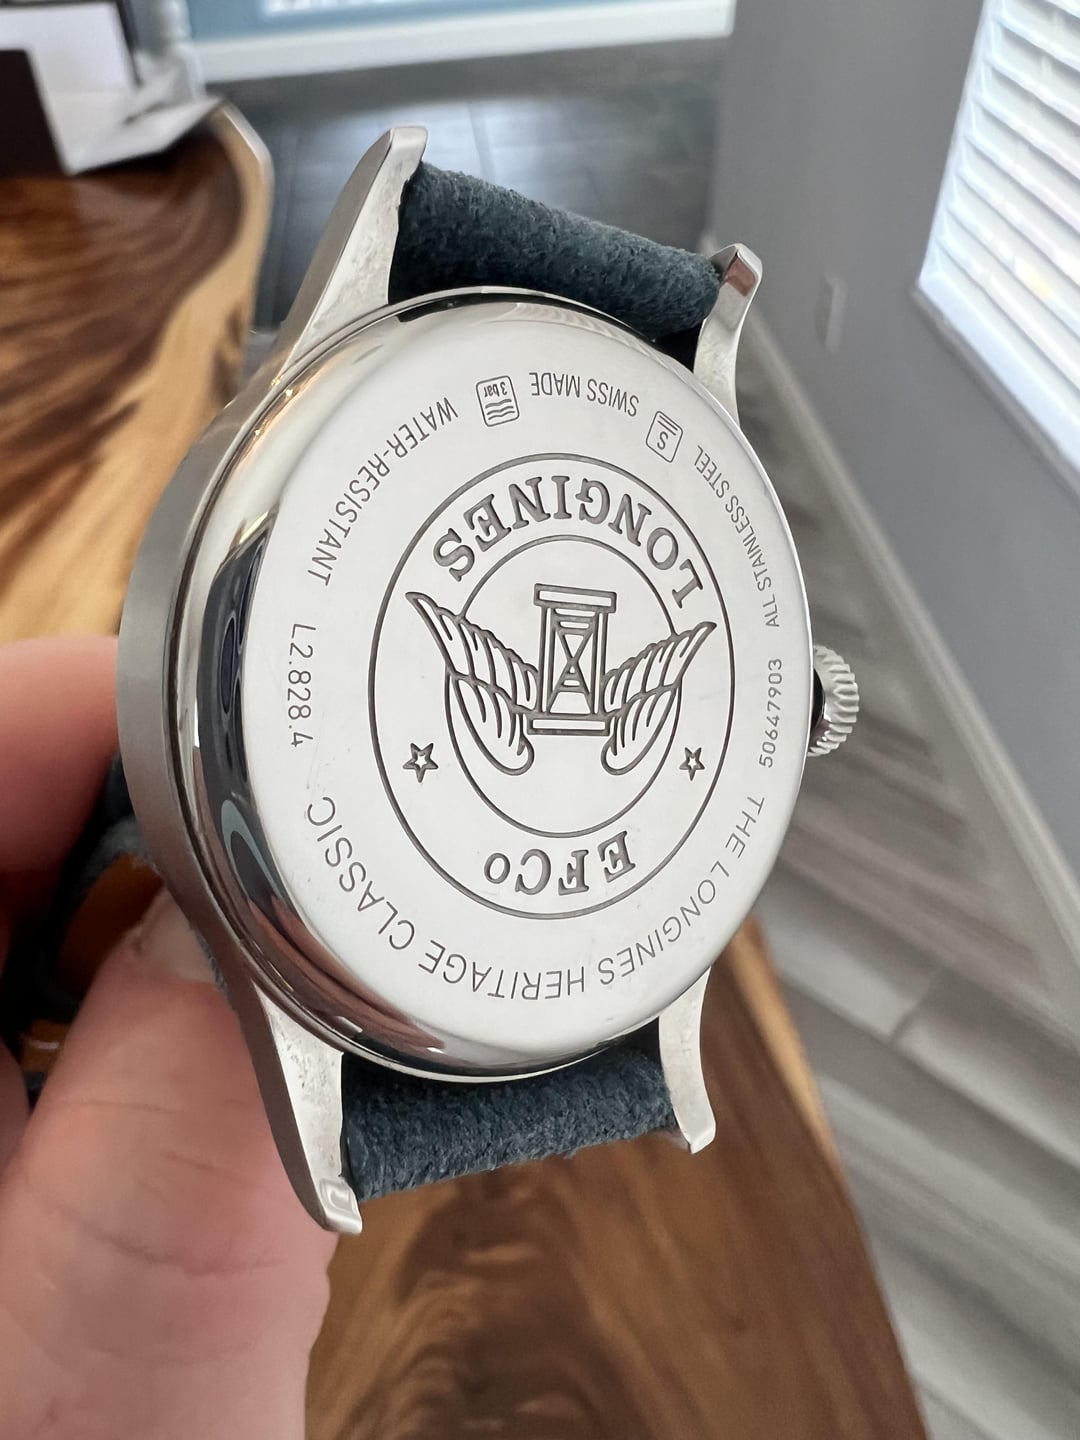 LONGINES
EFCo
THE LONGINES HERITAGE CLASSIC
L2.828.4
WATER-RESISTANT
3 bar
SWISS MADE
S
ALL STAINLESS STEEL
50647903